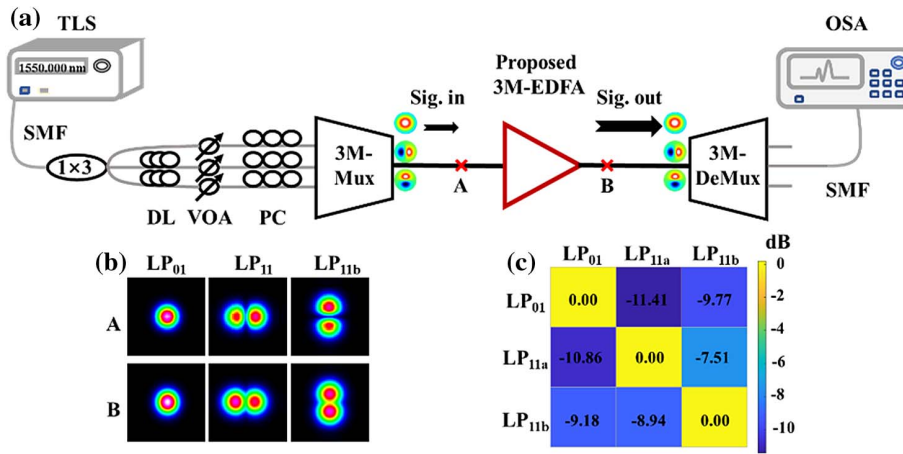 (a)
TLS
OSA
1550.000 nm
Proposed
3M-EDFA
Sig. in
Sig. out
SMF
1×3
3M-
Mux
3M-
DeMux
A
B
SMF
DL
VOA
PC
(b)
LP01
LP11
LP11b
A
B
(c)
LP01
LP11a
LP11b
dB
LP01
0.00
-11.41
-9.77
LP11a
-10.86
0.00
-7.51
LP11b
-9.18
-8.94
0.00
0
-2
-4
-6
-8
-10